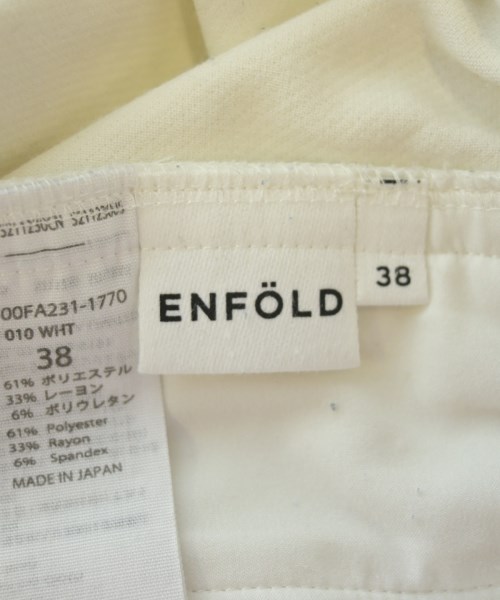 00FA231-1770
010 WHT
38
61% ポリエステル
33% レーヨン
6% ポリウレタン
61% Polyester
33% Rayon
6% Spandex
MADE IN JAPAN
ENFÖLD
38